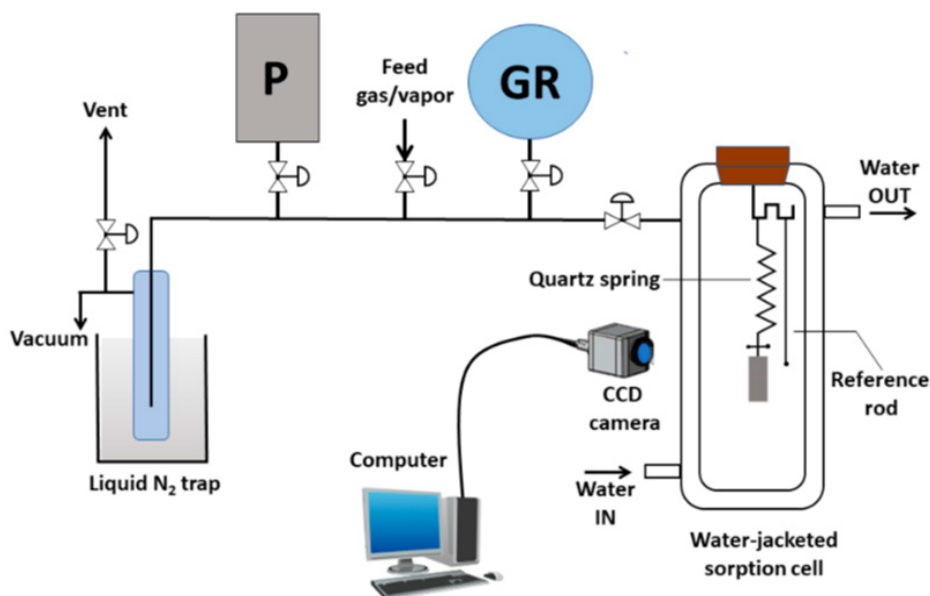 P
GR
Feed
gas/vapor
Vent
Water
OUT
Quartz spring
Vacuum
CCD
camera
Reference
rod
Computer
Liquid N₂ trap
Water
IN
Water-jacketed
sorption cell